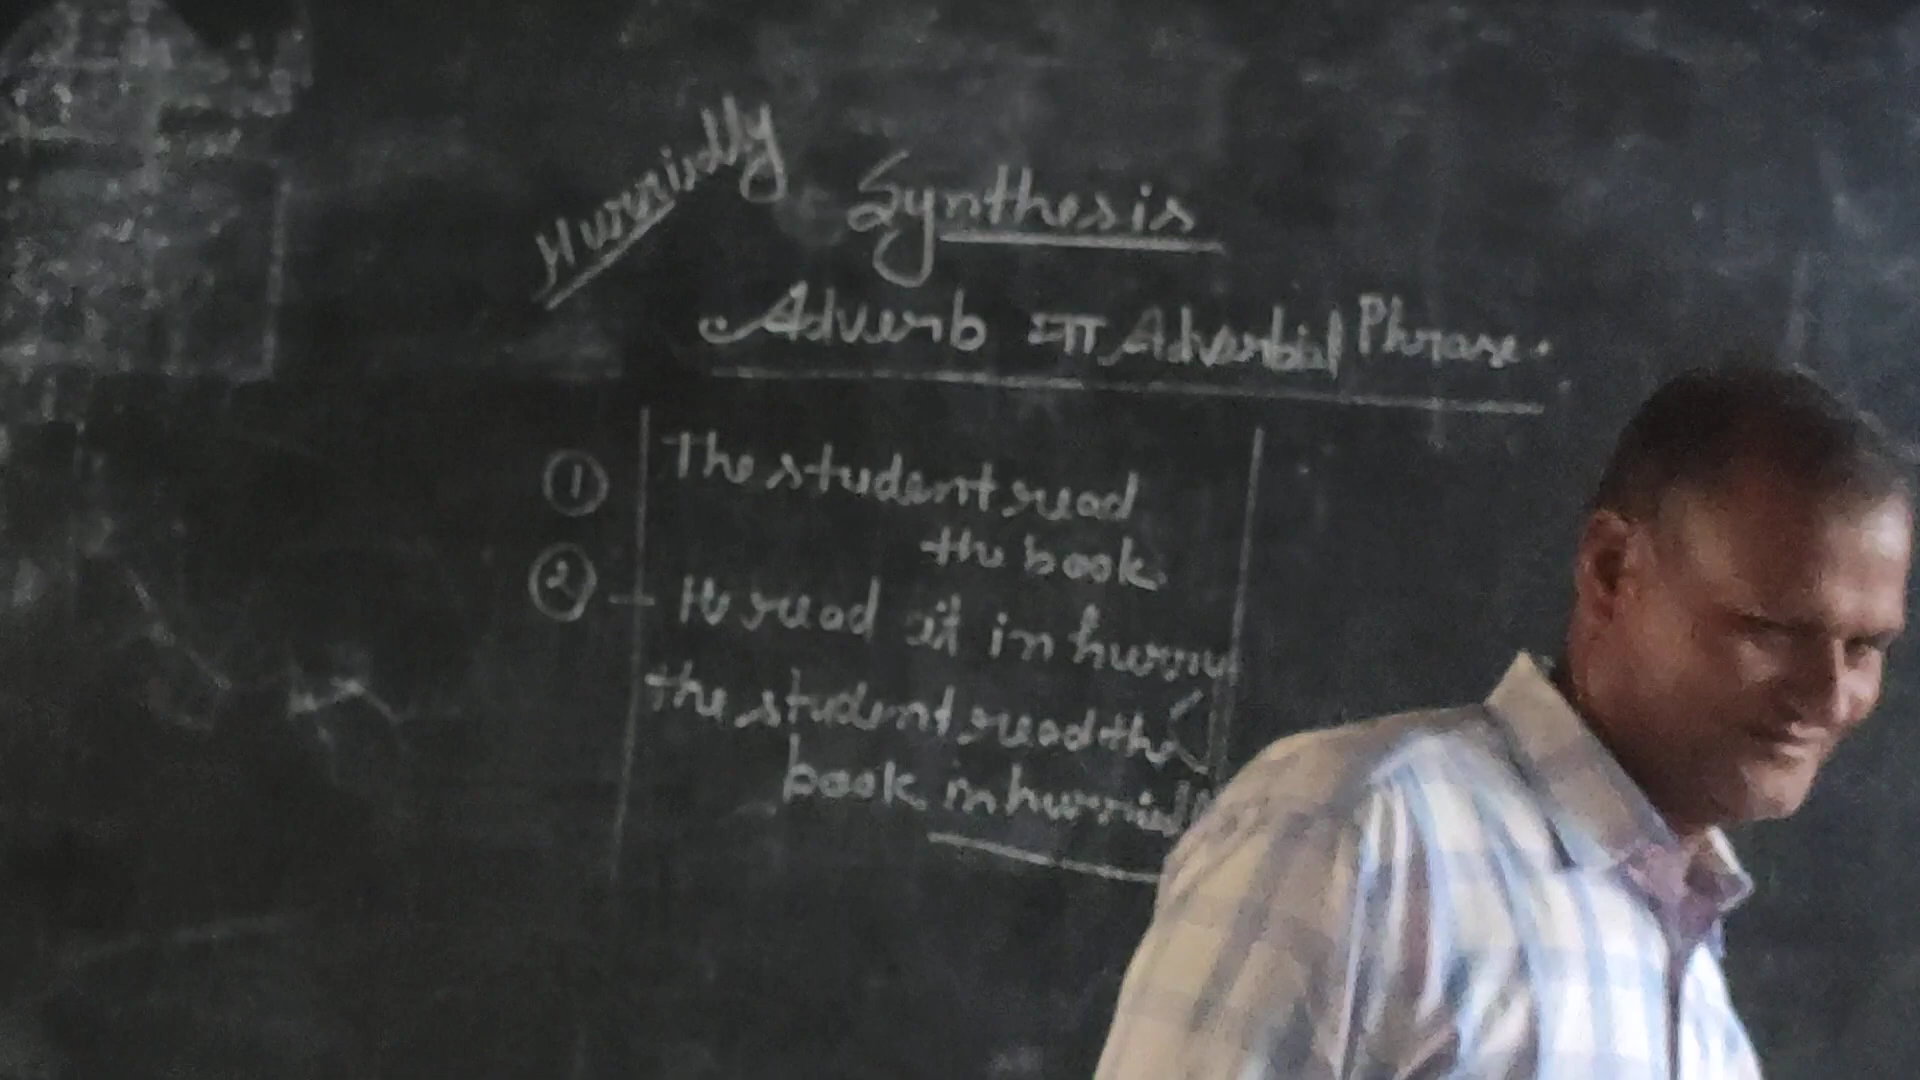 Hurriedly
Synthesis
Adverb या Adverbial Phrase.
① The student read
the book.
② – He read it in hurry
the student read the
book in